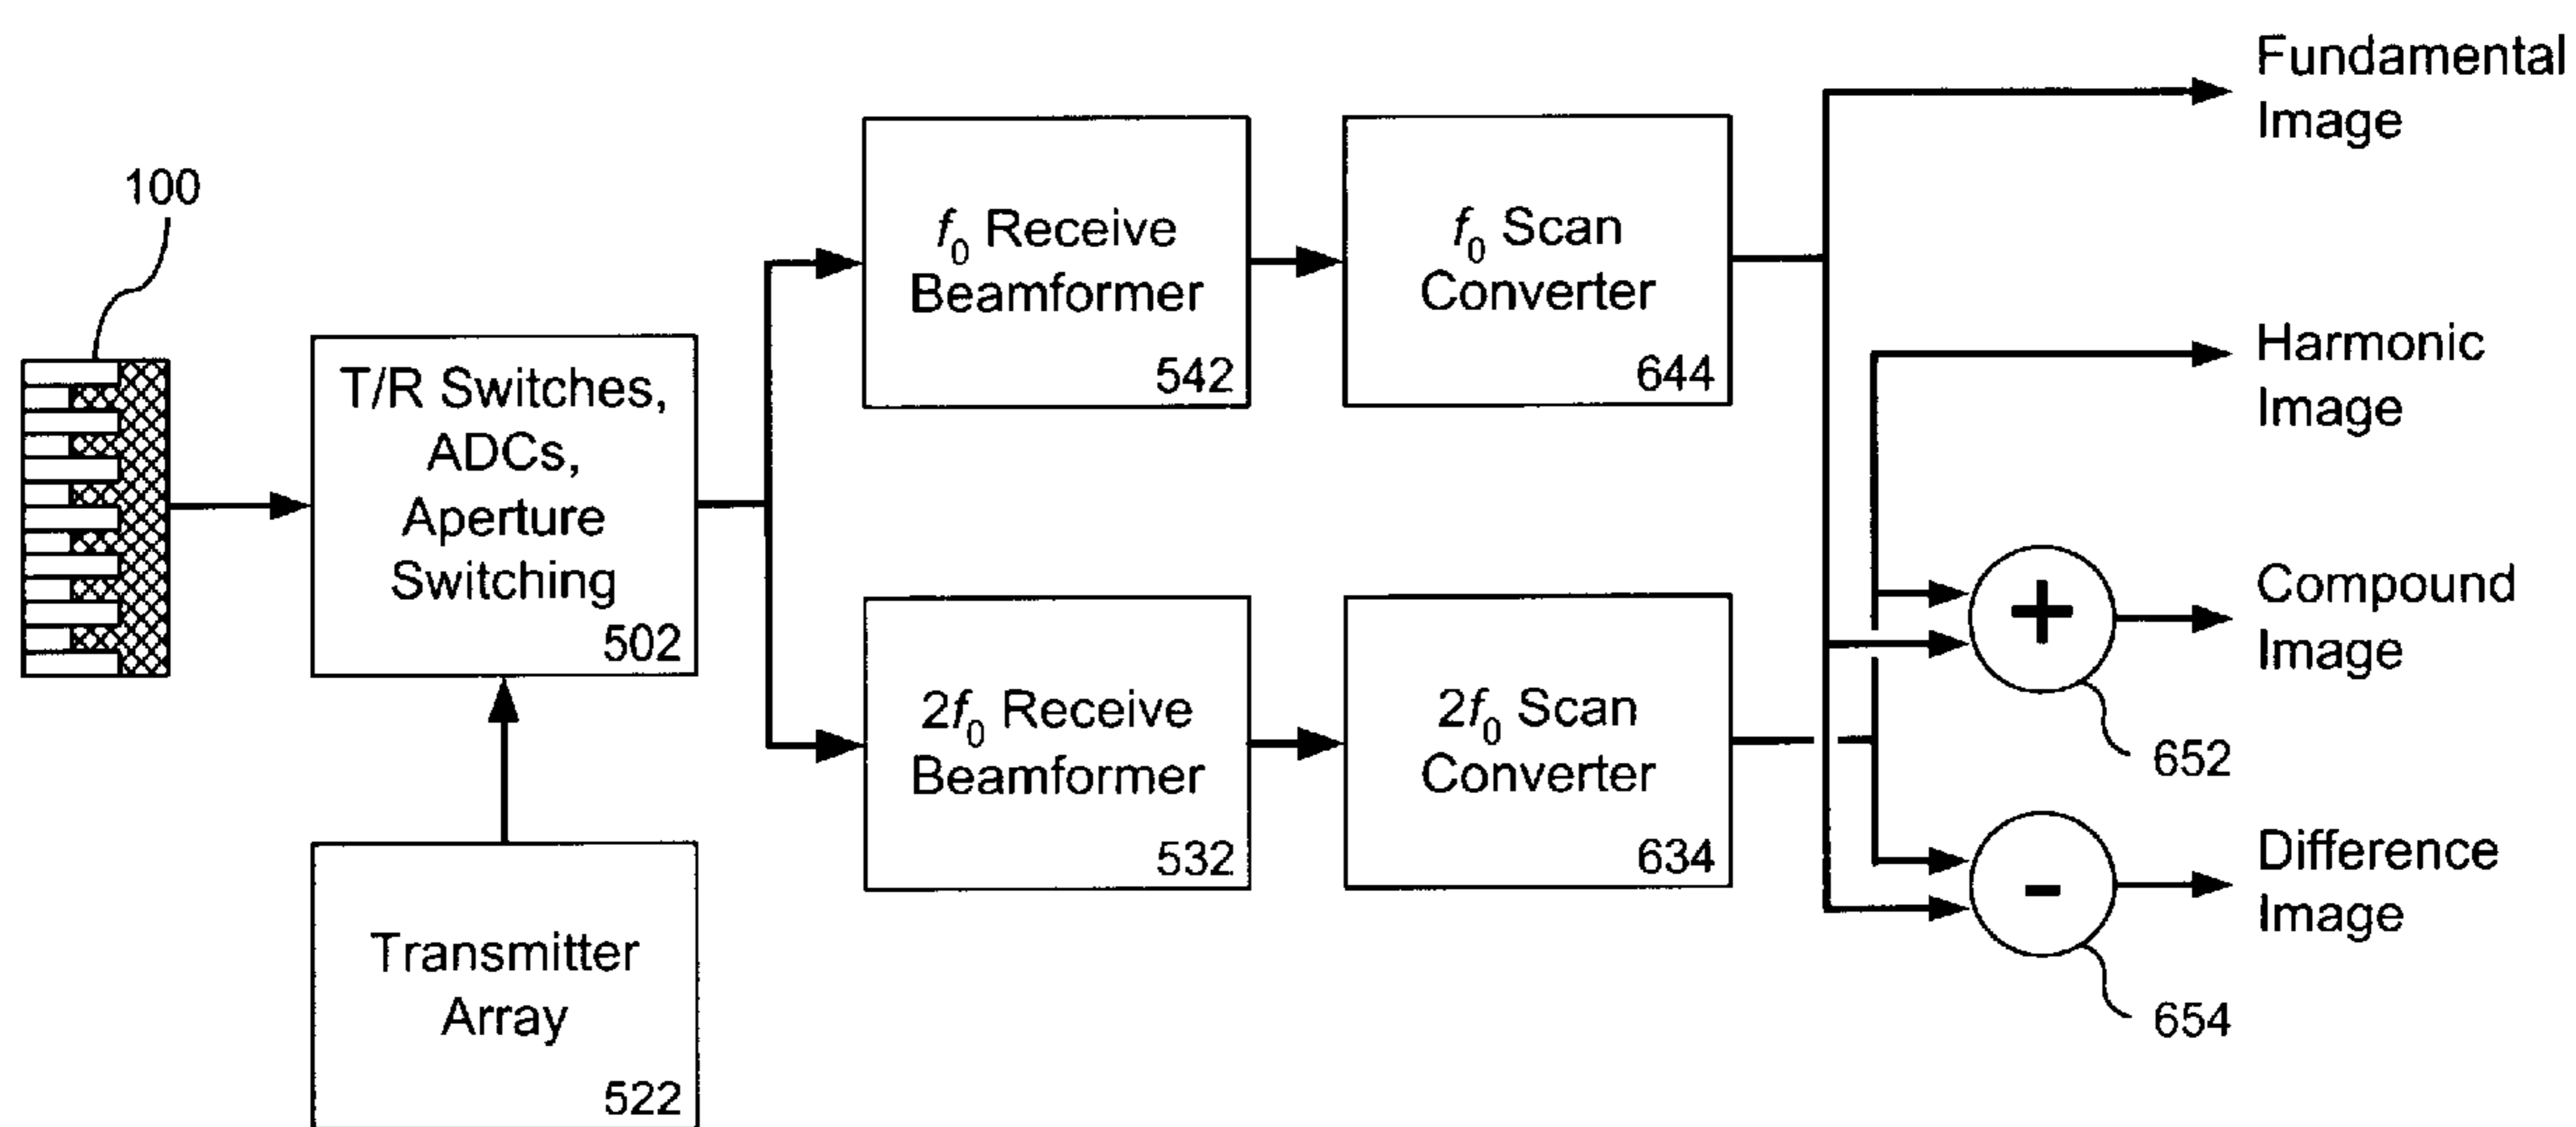 100
T/R Switches,
ADCs,
Aperture
Switching
502
Transmitter
Array
522
f0 Receive
Beamformer
542
f0 Scan
Converter
644
2f0 Receive
Beamformer
532
2f0 Scan
Converter
634
Fundamental
Image
Harmonic
Image
+
Compound
Image
652
-
Difference
Image
654